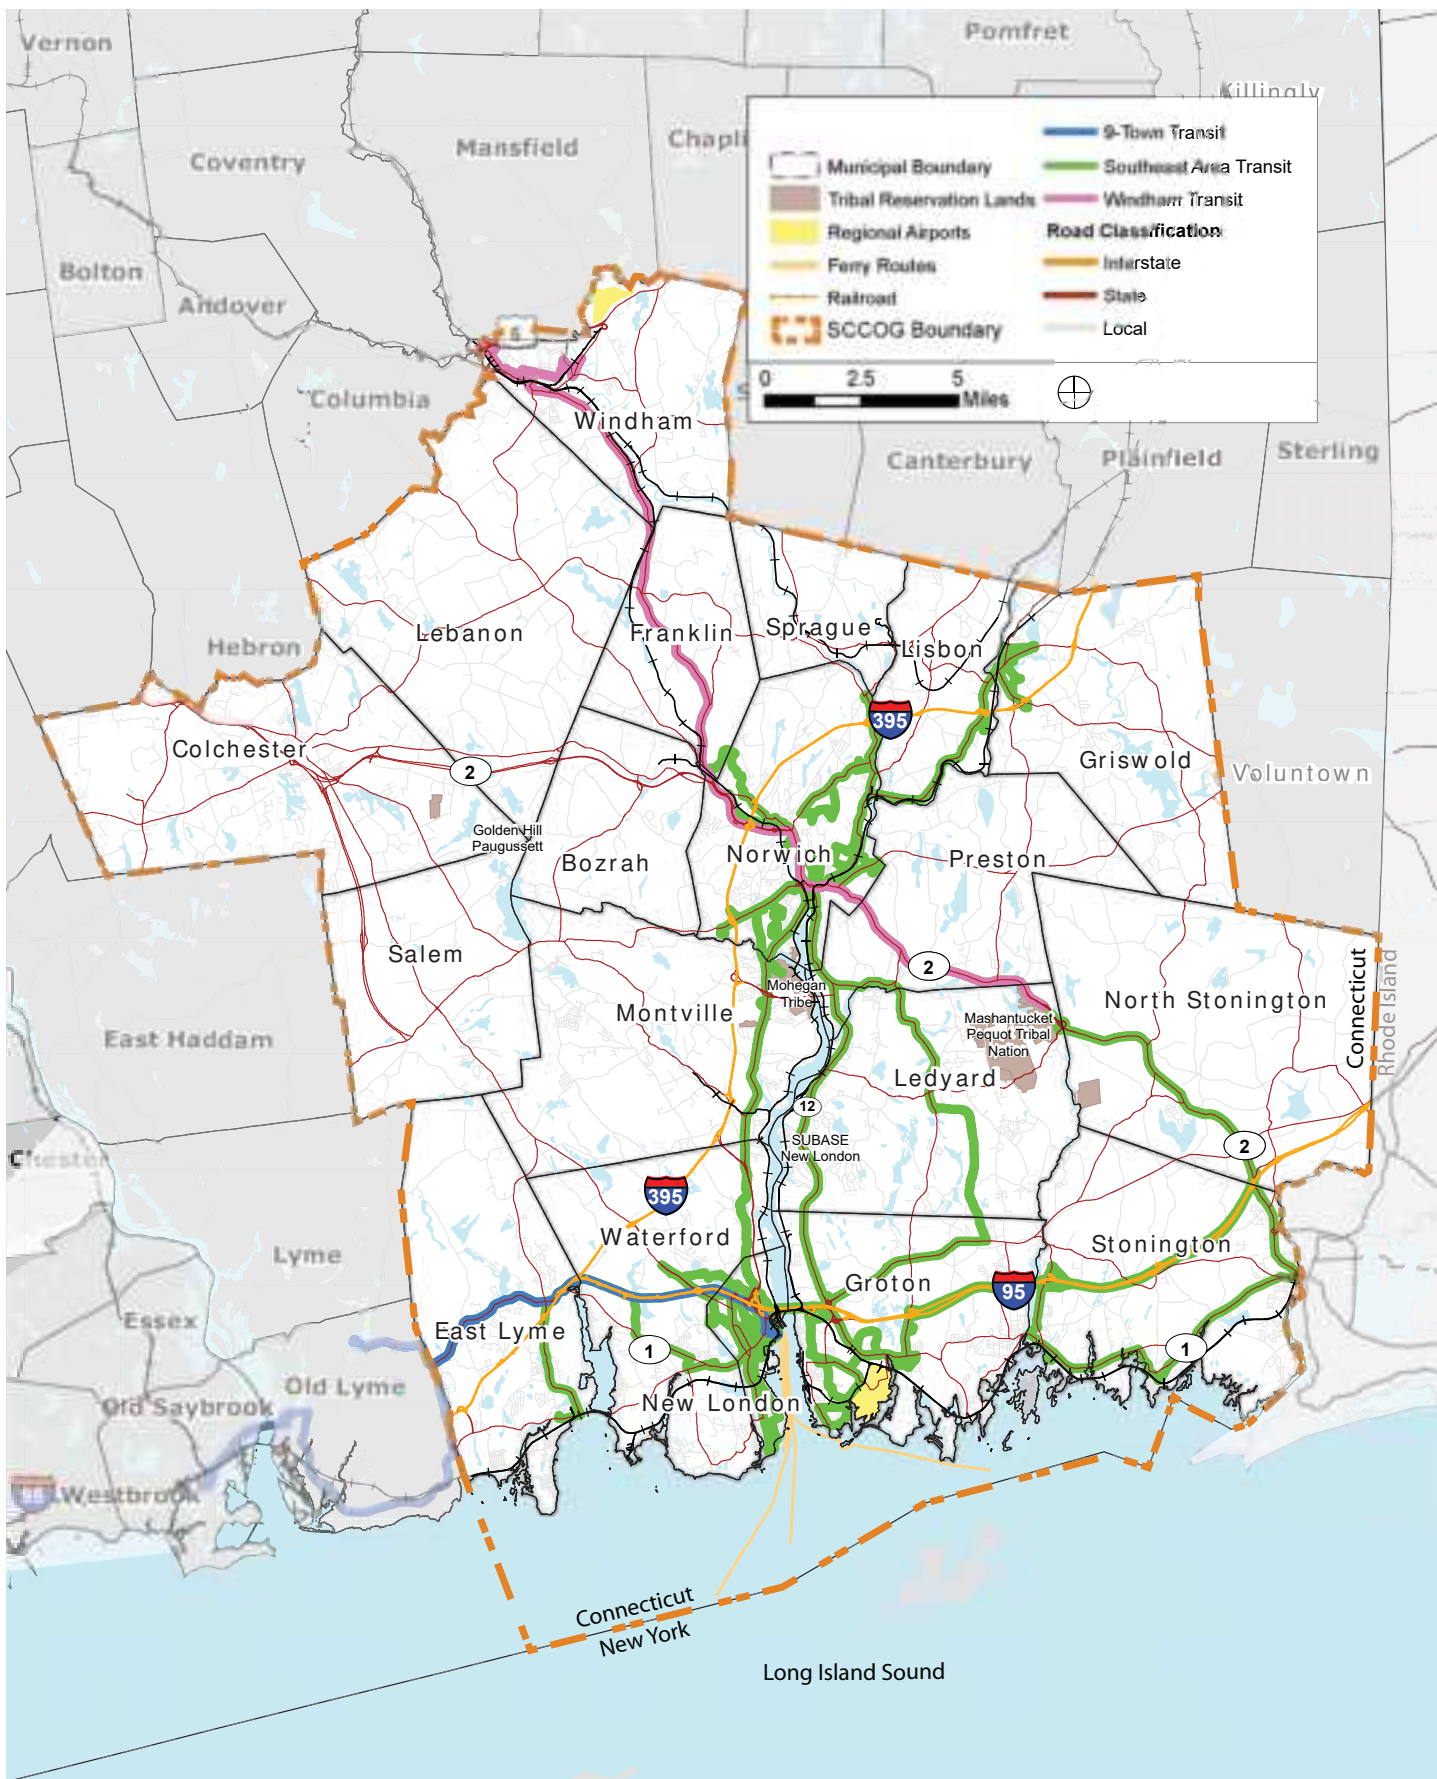 Vernon
Pomfret
Killingly
Coventry
Mansfield
Bolton
Andover
Columbia
Hebron
9-Town Transit
Municipal Boundary
Southeast Area Transit
Tribal Reservation Lands
Windham Transit
Regional Airports
Road Classification
Ferry Routes
Interstate
Railroad
State
SCCOG Boundary
Local
0 2.5 5
Miles
Canterbury
Plainfield
Sterling
Windham
Lebanon
Franklin
Sprague
Lisbon
395
Colchester
2
Griswold
Voluntown
Golden Hill
Paugussett
Bozrah
Norwich
Preston
Salem
2
Mohegan
Tribe
Montville
North Stonington
Connecticut
Rhode Island
Mashantucket
Pequot Tribal
Nation
East Haddam
Ledyard
12
SUBASE
New London
2
395
Waterford
Stonington
Lyme
Groton
95
Essex
East Lyme
1
1
Old Lyme
Old Saybrook
New London
Westbrook
Connecticut
New York
Long Island Sound